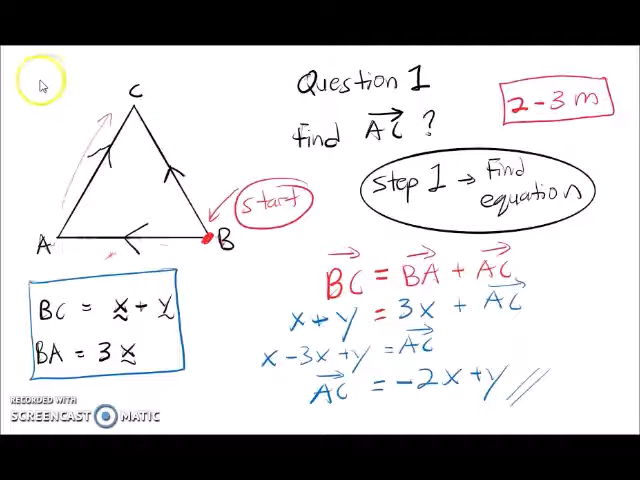 Question 1
2 - 3 m
Find AC ?
C
Step 1 → Find
equation
start
A
B
BC = BA + AC
BC = x + y
x + y = 3x + AC
BA = 3x
x - 3x + y = AC
AC = -2x + y //
RECORDED WITH
SCREENCAST MATIC